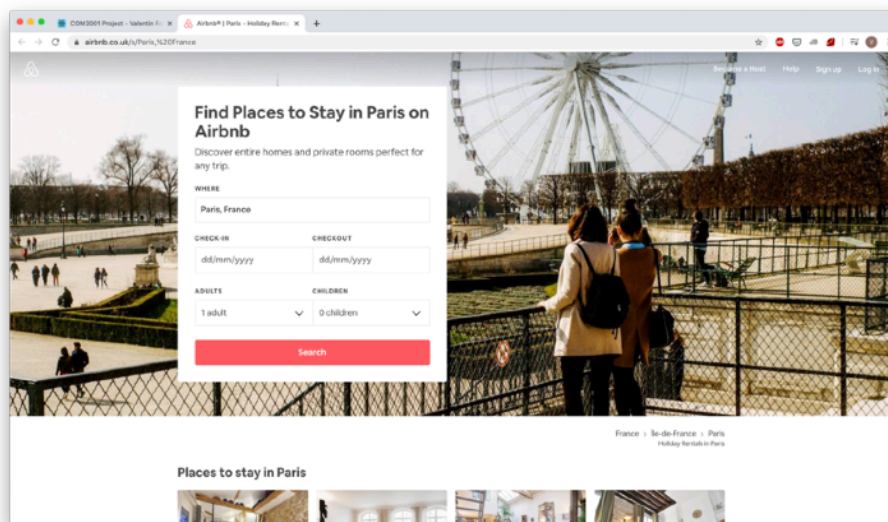 COM3001 Project - Valentin F
Airbnb® | Paris - Holiday Renta
airbnb.co.uk/s/Paris,%20France
Become a Host Help Sign up Log in
Find Places to Stay in Paris on
Airbnb
Discover entire homes and private rooms perfect for
any trip.
WHERE
Paris, France
CHECK-IN CHECKOUT
dd/mm/yyyy dd/mm/yyyy
ADULTS CHILDREN
1 adult 0 children
Search
France > Île-de-France > Paris
Holiday Rentals in Paris
Places to stay in Paris